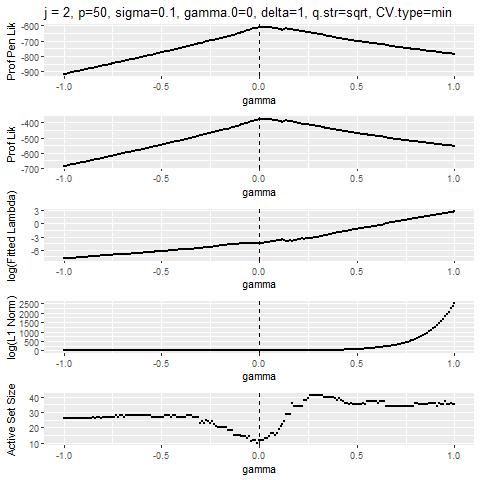 j = 2, p=50, sigma=0.1, gamma.0=0, delta=1, q.str=sqrt, CV.type=min
Prof Pen Lik
-600
-700
-800
-900
-1.0 -0.5 0.0 0.5 1.0
gamma
Prof Lik
-400
-500
-600
-700
-1.0 -0.5 0.0 0.5 1.0
gamma
log(Fitted Lambda)
3
0
-3
-6
-1.0 -0.5 0.0 0.5 1.0
gamma
log(L1 Norm)
2500
2000
1500
1000
500
0
-1.0 -0.5 0.0 0.5 1.0
gamma
Active Set Size
40
30
20
10
-1.0 -0.5 0.0 0.5 1.0
gamma